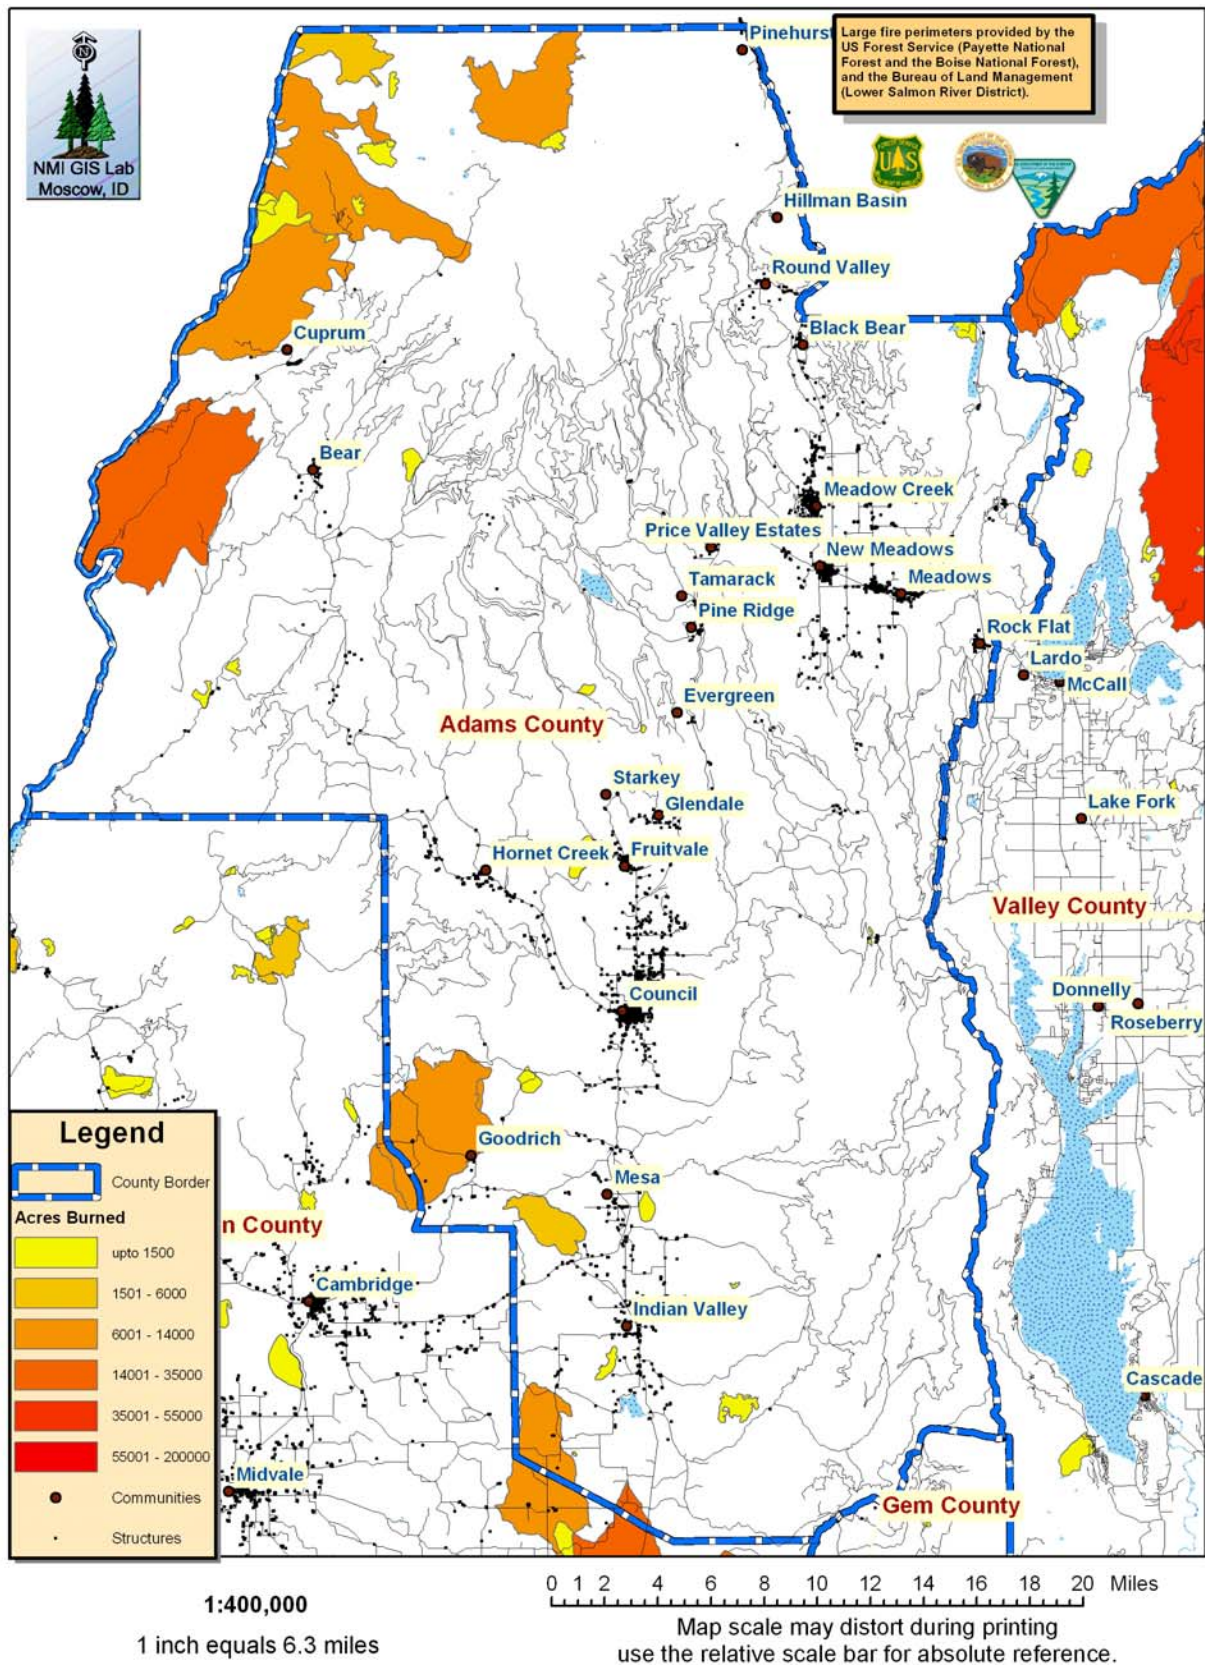 Pinehurst
Large fire perimeters provided by the
US Forest Service (Payette National
Forest and the Boise National Forest),
and the Bureau of Land Management
(Lower Salmon River District).
N
NMI GIS Lab
Moscow, ID
U S
Hillman Basin
Round Valley
Black Bear
Cuprum
Bear
Meadow Creek
Price Valley Estates
New Meadows
Tamarack
Meadows
Pine Ridge
Rock Flat
Lardo
McCall
Evergreen
Adams County
Starkey
Glendale
Lake Fork
Hornet Creek
Fruitvale
Valley County
Council
Donnelly
Roseberry
Goodrich
Mesa
n County
Cambridge
Indian Valley
Cascade
Midvale
Gem County
Legend
County Border
Acres Burned
upto 1500
1501 - 6000
6001 - 14000
14001 - 35000
35001 - 55000
55001 - 200000
Communities
Structures
1:400,000
1 inch equals 6.3 miles
0 1 2 4 6 8 10 12 14 16 18 20 Miles
Map scale may distort during printing
use the relative scale bar for absolute reference.